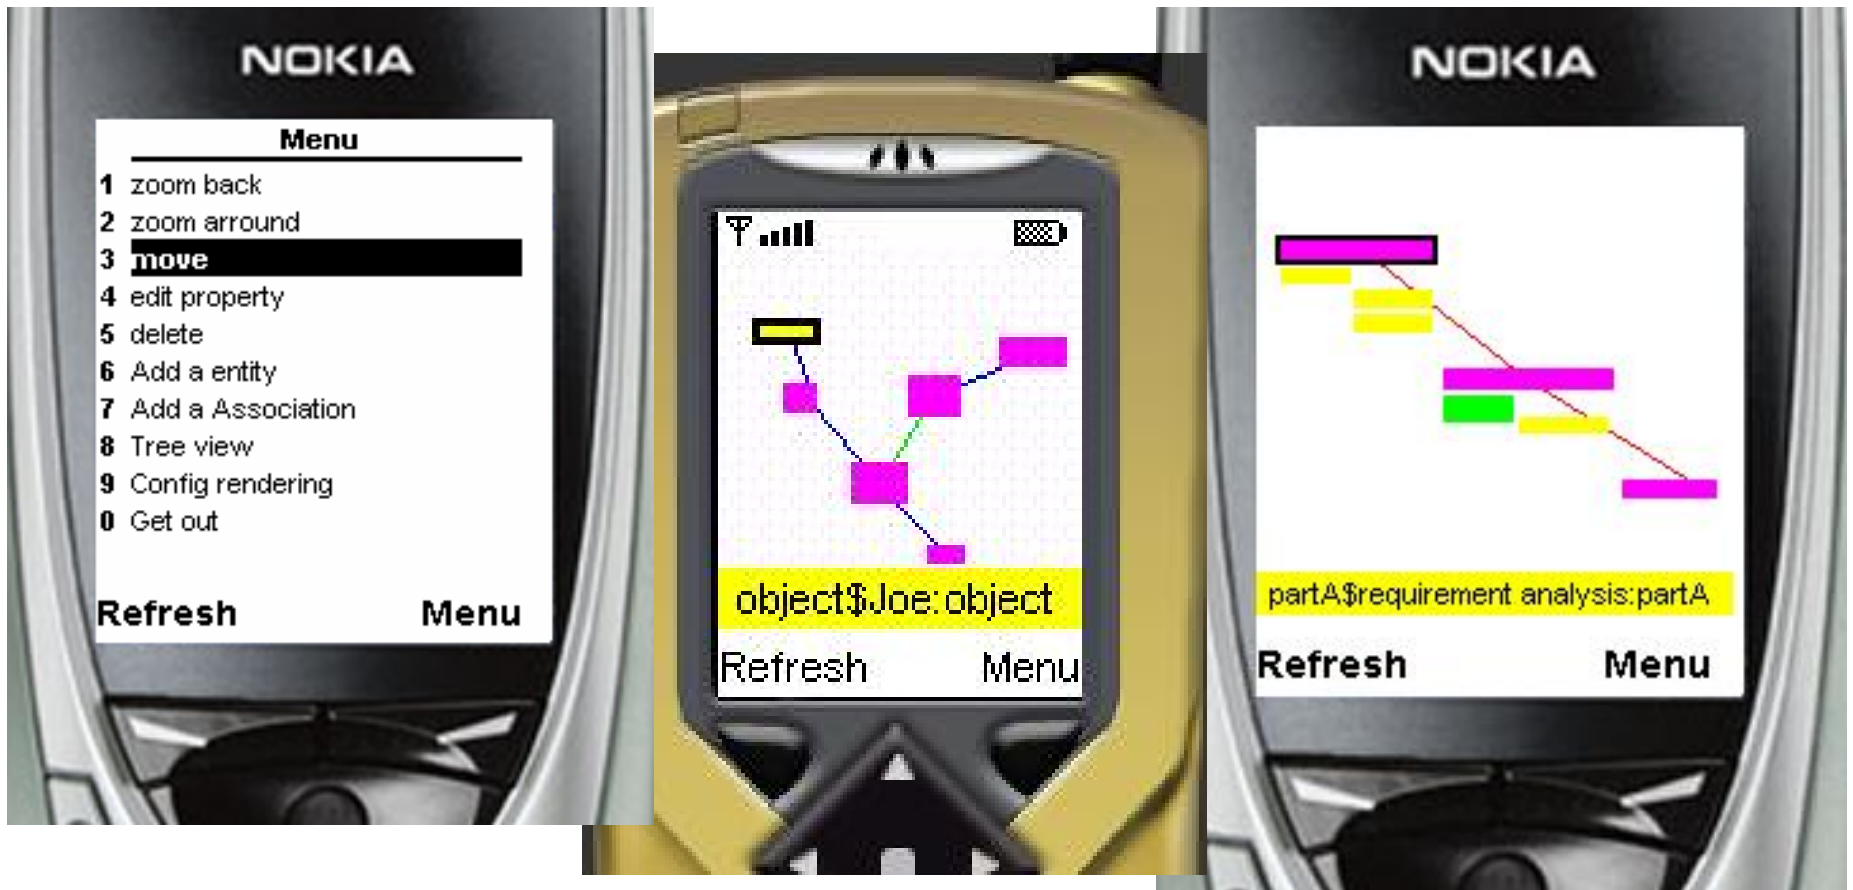 NOKIA
Menu
1 zoom back
2 zoom arround
3 move
4 edit property
5 delete
6 Add a entity
7 Add a Association
8 Tree view
9 Config rendering
0 Get out
Refresh Menu
object$Joe:object
Refresh Menu
NOKIA
partA$requirement analysis:partA
Refresh Menu